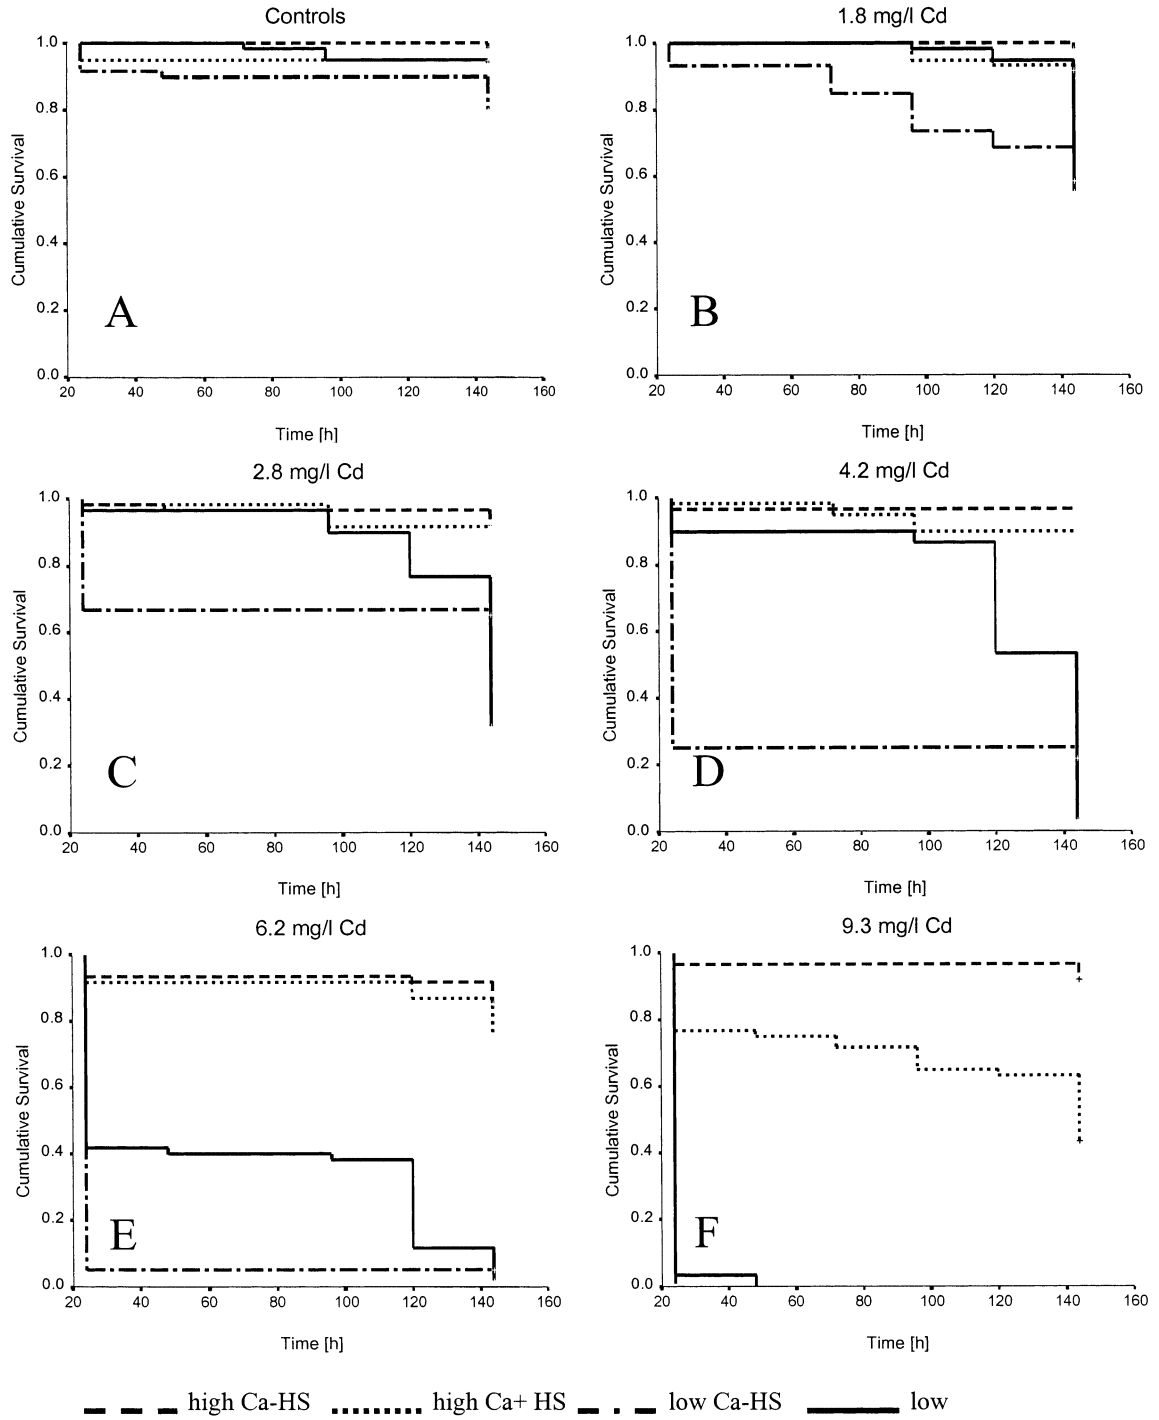 Controls
1.0
0.8
0.6
0.4
0.2
0.0
Cumulative Survival
A
20 40 60 80 100 120 140 160
Time [h]
1.8 mg/l Cd
1.0
0.8
0.6
0.4
0.2
0.0
Cumulative Survival
B
20 40 60 80 100 120 140 160
Time [h]
2.8 mg/l Cd
1.0
0.8
0.6
0.4
0.2
0.0
Cumulative Survival
C
20 40 60 80 100 120 140 160
Time [h]
4.2 mg/l Cd
1.0
0.8
0.6
0.4
0.2
0.0
Cumulative Survival
D
20 40 60 80 100 120 140 160
Time [h]
6.2 mg/l Cd
1.0
0.8
0.6
0.4
0.2
0.0
Cumulative Survival
E
20 40 60 80 100 120 140 160
Time [h]
9.3 mg/l Cd
1.0
0.8
0.6
0.4
0.2
0.0
Cumulative Survival
F
20 40 60 80 100 120 140 160
Time [h]
high Ca-HS high Ca+ HS low Ca-HS low